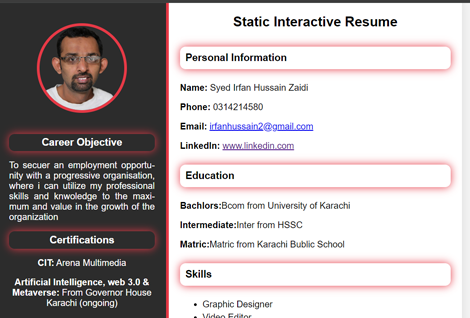 Static Interactive Resume
Career Objective
To secuer an employment opportu-
nity with a progressive organisation,
where i can utilize my professional
skills and knwoledge to the maxi-
mum and value in the growth of the
organization
Certifications
CIT: Arena Multimedia
Artificial Intelligence, web 3.0 &
Metaverse: From Governor House
Karachi (ongoing)
Personal Information
Name: Syed Irfan Hussain Zaidi
Phone: 0314214580
Email: irfanhussain2@gmail.com
LinkedIn: www.linkedin.com
Education
Bachlors:Bcom from University of Karachi
Intermediate:Inter from HSSC
Matric:Matric from Karachi Bublic School
Skills
Graphic Designer
Video Editor